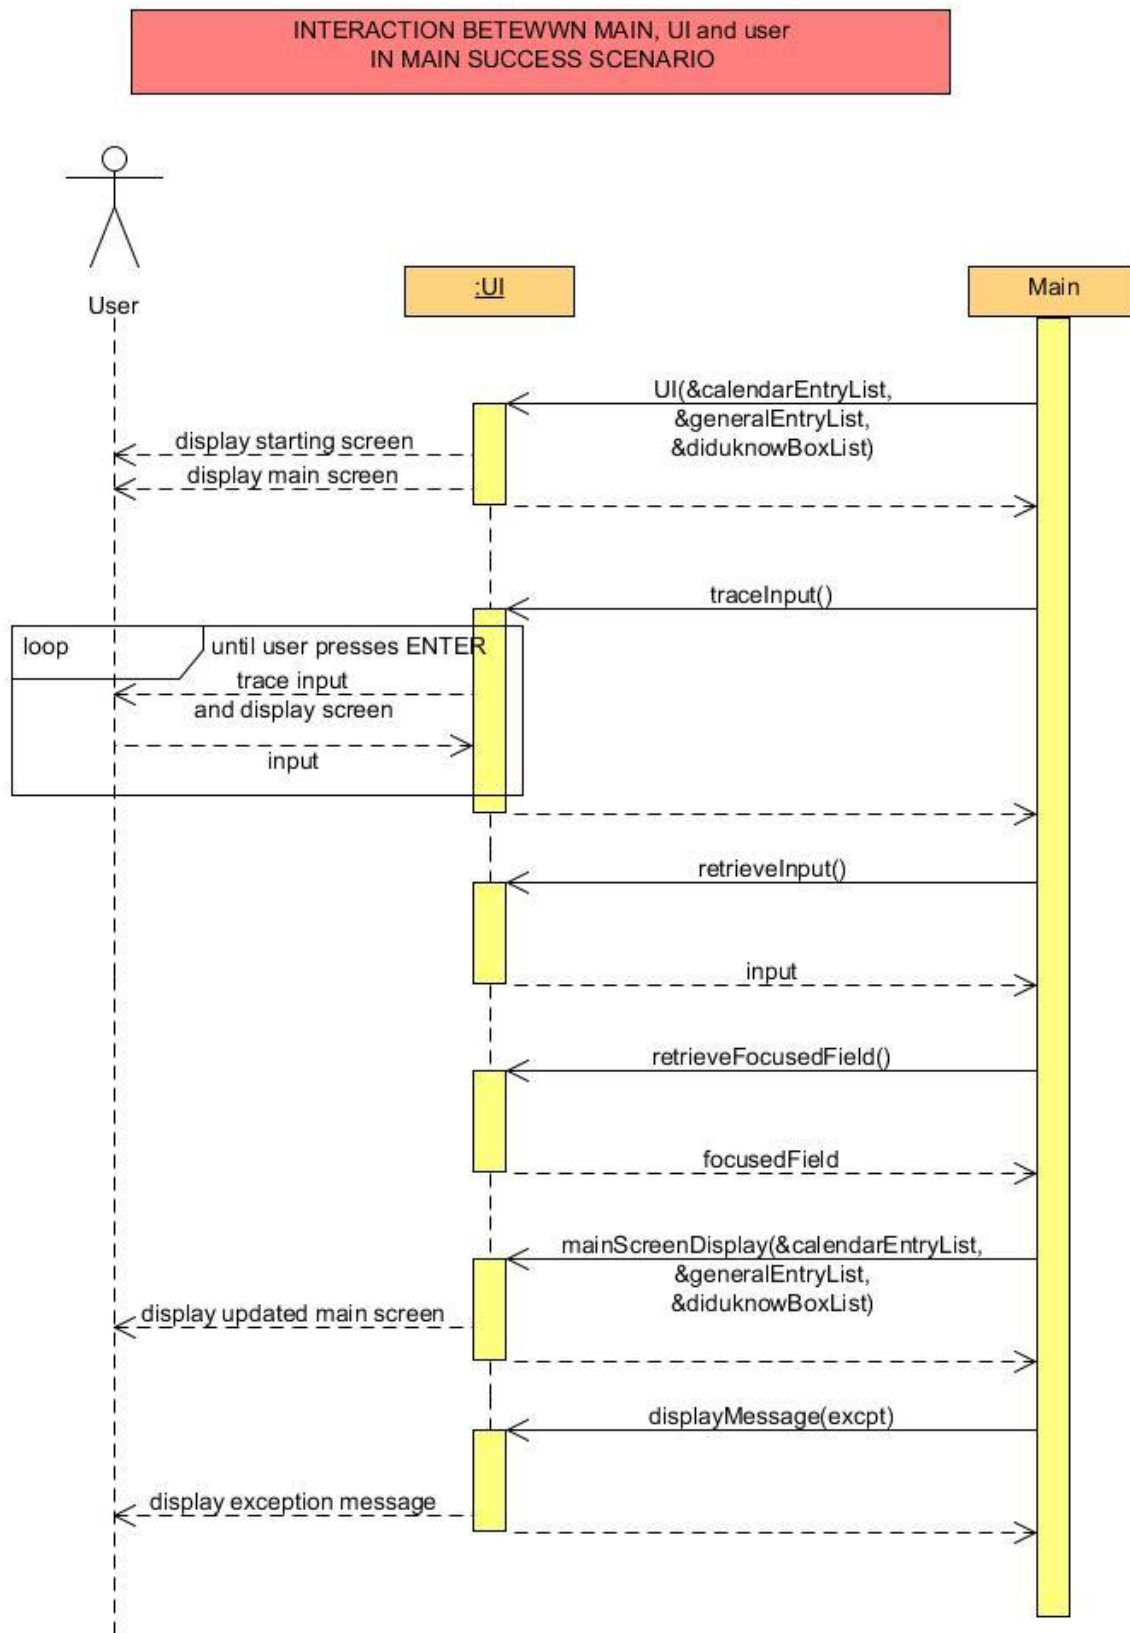 INTERACTION BETEWWN MAIN, UI and user
IN MAIN SUCCESS SCENARIO
User
:UI
Main
UI(&calendarEntryList,
&generalEntryList,
&diduknowBoxList)
display starting screen
display main screen
traceInput()
loop
until user presses ENTER
trace input
and display screen
input
retrieveInput()
input
retrieveFocusedField()
focusedField
mainScreenDisplay(&calendarEntryList,
&generalEntryList,
&diduknowBoxList)
display updated main screen
displayMessage(excpt)
display exception message